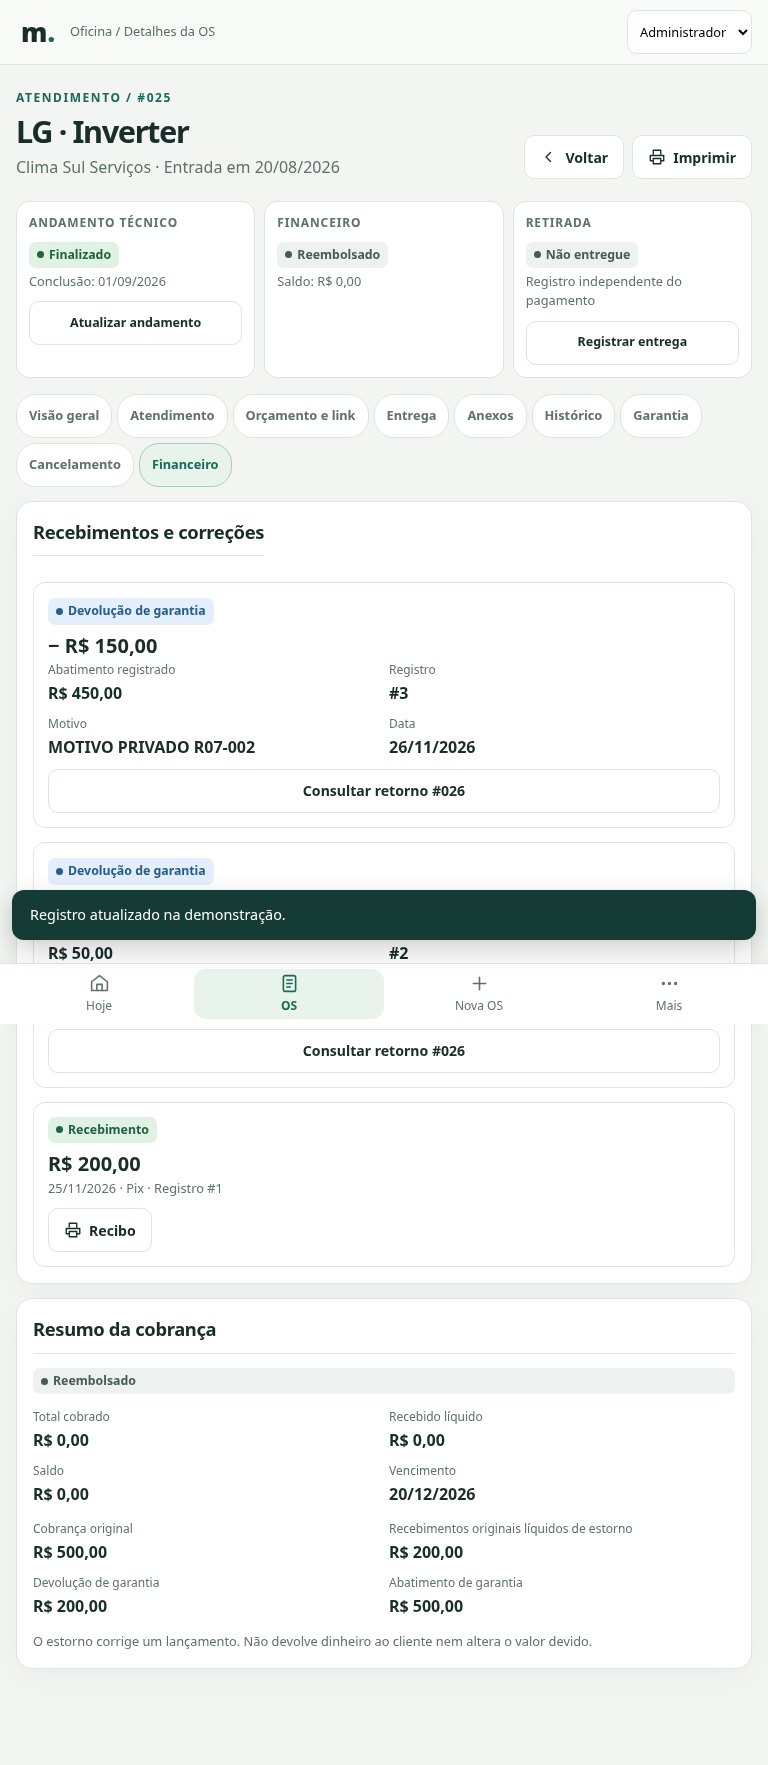 m. Oficina / Detalhes da OS
Administrador
ATENDIMENTO / #025
LG · Inverter
Clima Sul Serviços · Entrada em 20/08/2026
Voltar
Imprimir
ANDAMENTO TÉCNICO
Finalizado
Conclusão: 01/09/2026
Atualizar andamento
FINANCEIRO
Reembolsado
Saldo: R$ 0,00
RETIRADA
Não entregue
Registro independente do
pagamento
Registrar entrega
Visão geral
Atendimento
Orçamento e link
Entrega
Anexos
Histórico
Garantia
Cancelamento
Financeiro
Recebimentos e correções
Devolução de garantia
− R$ 150,00
Abatimento registrado
R$ 450,00
Registro
#3
Motivo
MOTIVO PRIVADO R07-002
Data
26/11/2026
Consultar retorno #026
Devolução de garantia
Registro atualizado na demonstração.
R$ 50,00
#2
Hoje
OS
Nova OS
Mais
Consultar retorno #026
Recebimento
R$ 200,00
25/11/2026 · Pix · Registro #1
Recibo
Resumo da cobrança
Reembolsado
Total cobrado
R$ 0,00
Recebido líquido
R$ 0,00
Saldo
R$ 0,00
Vencimento
20/12/2026
Cobrança original
R$ 500,00
Recebimentos originais líquidos de estorno
R$ 200,00
Devolução de garantia
R$ 200,00
Abatimento de garantia
R$ 500,00
O estorno corrige um lançamento. Não devolve dinheiro ao cliente nem altera o valor devido.